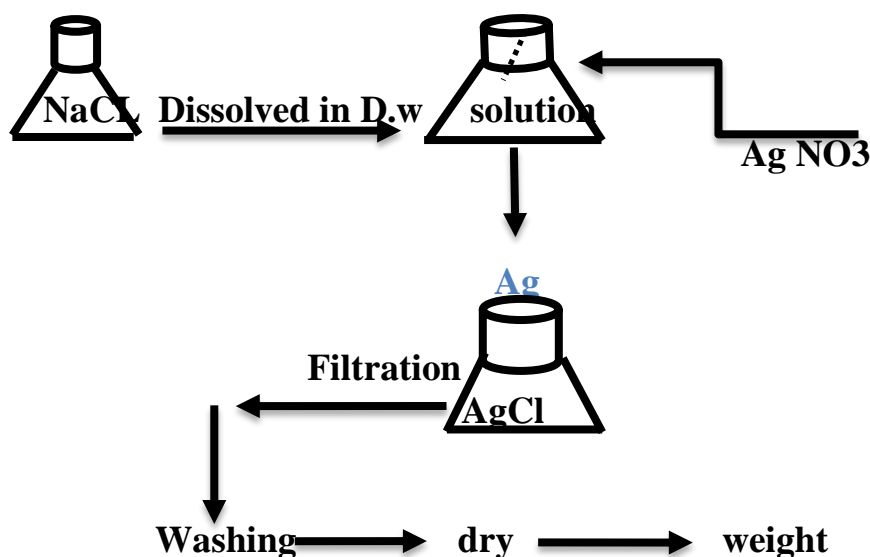 NaCL Dissolved in D.w solution
Ag NO3
Ag
Filtration
AgCl
Washing dry weight